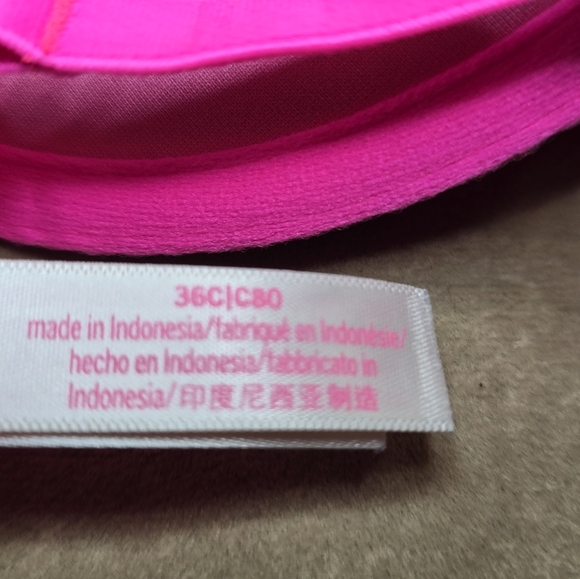 36C|C80
made in Indonesia/fabriqué en Indonésie/
hecho en Indonesia/fabbricato in
Indonesia/印度尼西亚制造